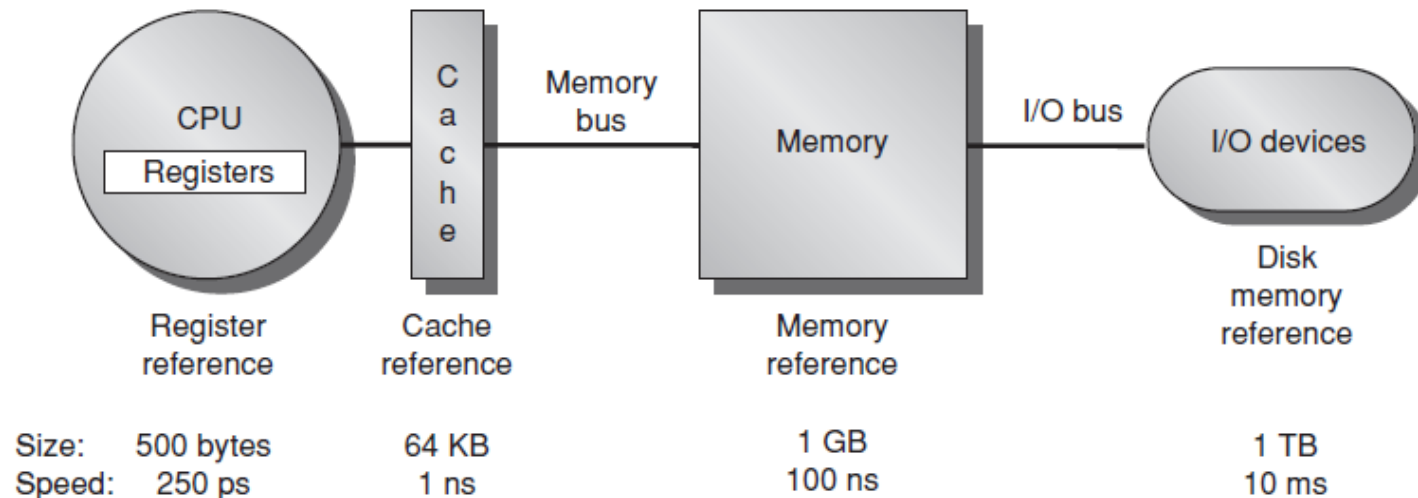 CPU
Registers
C
a
c
h
e
Memory
bus
Memory
I/O bus
I/O devices
Register
reference
Cache
reference
Memory
reference
Disk
memory
reference
Size: 500 bytes 64 KB 1 GB 1 TB
Speed: 250 ps 1 ns 100 ns 10 ms